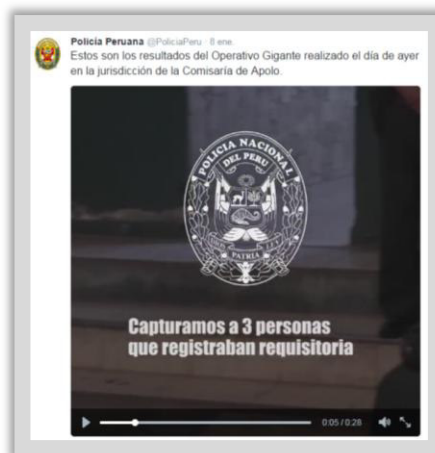 Policía Peruana @PoliciaPeru · 8 ene.
Estos son los resultados del Operativo Gigante realizado el día de ayer
en la jurisdicción de la Comisaría de Apolo.
POLICIA NACIONAL
DEL PERU
DIOS LEY
PATRIA
Capturamos a 3 personas
que registraban requisitoria
0:05 / 0:28